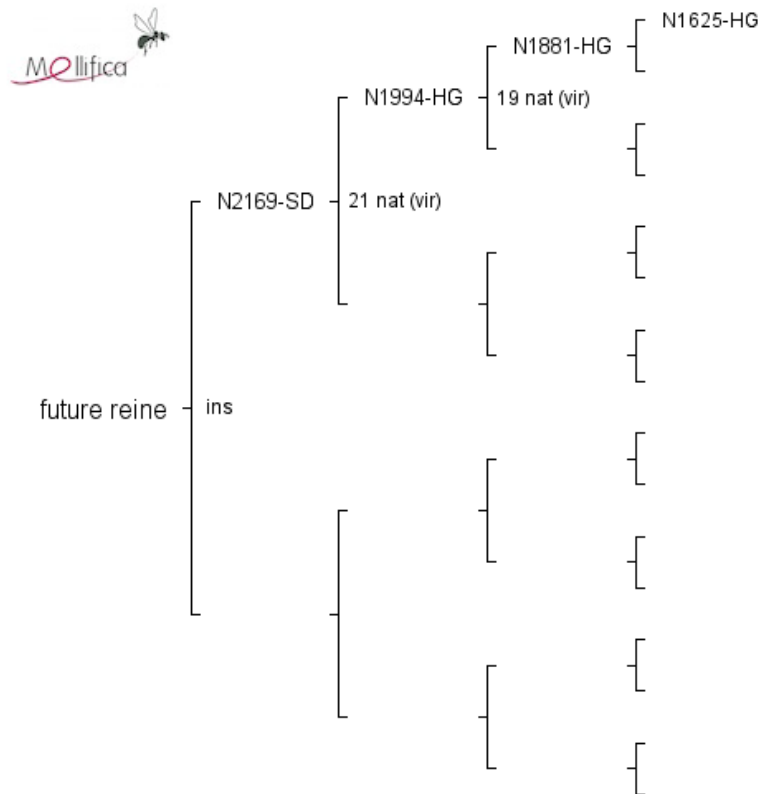 Mellifica
N1625-HG
N1881-HG
N1994-HG
19 nat (vir)
N2169-SD
21 nat (vir)
future reine
ins